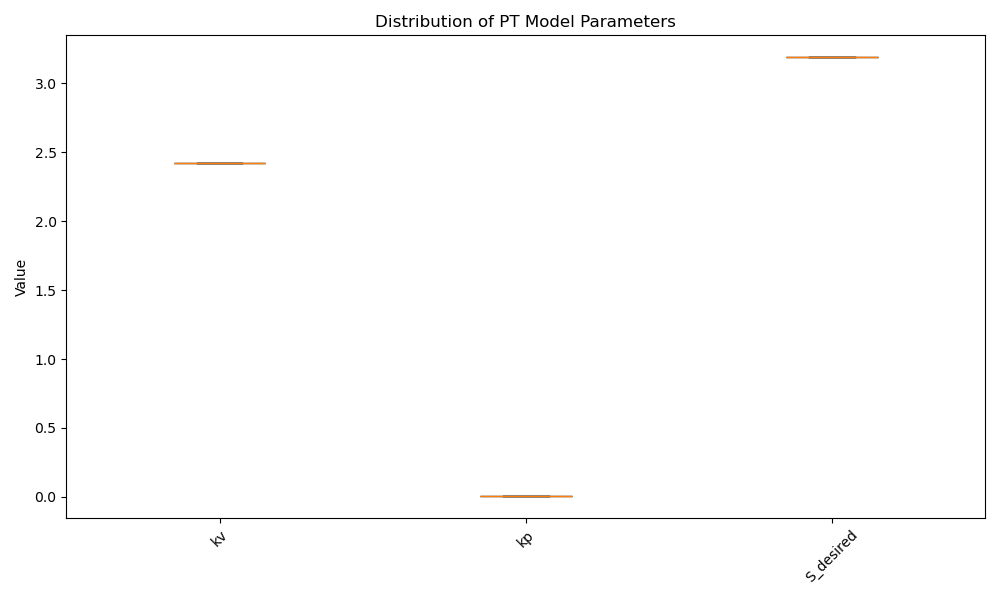 Distribution of PT Model Parameters
Value
3.0
2.5
2.0
1.5
1.0
0.5
0.0
kv
kp
S_desired